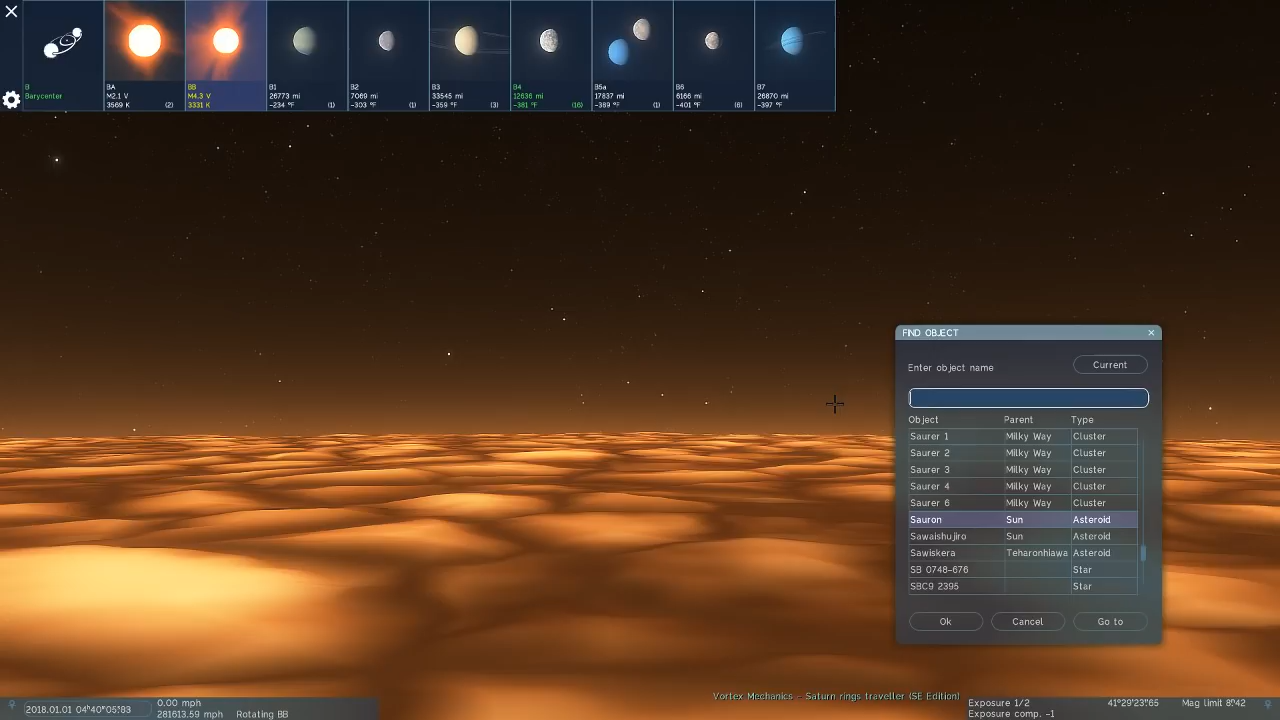 B
Barycenter
BA
M2.1 V
3569 K (2)
BB
M4.3 V
3331 K
B1
26773 mi
-234 °F (1)
B2
7069 mi
-303 °F (1)
B3
33545 mi
-359 °F (3)
B4
12636 mi
-381 °F (16)
B5a
17837 mi
-389 °F (1)
B6
6166 mi
-401 °F (6)
B7
26870 mi
-397 °F
FIND OBJECT
Enter object name Current
Object Parent Type
Saurer 1 Milky Way Cluster
Saurer 2 Milky Way Cluster
Saurer 3 Milky Way Cluster
Saurer 4 Milky Way Cluster
Saurer 6 Milky Way Cluster
Sauron Sun Asteroid
Sawaishujiro Sun Asteroid
Sawiskera Teharonhiawa Asteroid
SB 0748-676 Star
SBC9 2395 Star
Ok Cancel Go to
Vortex Mechanics - Saturn rings traveller (SE Edition)
2018.01.01 04ʰ40ᵐ05ˢ83
0.00 mph
281613.59 mph Rotating BB
Exposure 1/2 41°29'23"65 Mag limit 8ᵐ42
Exposure comp. -1